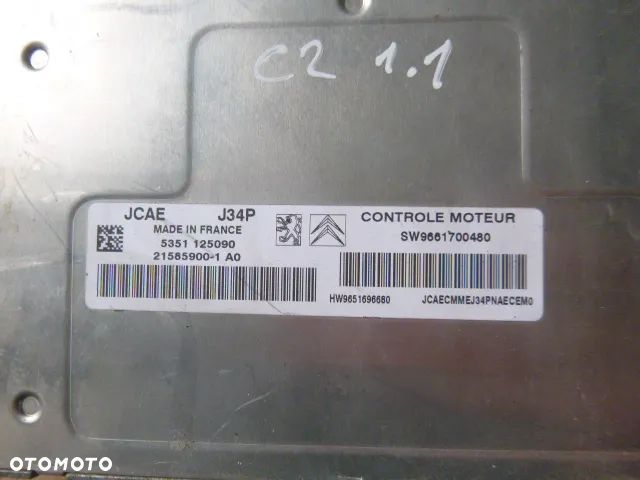 C2 1.1
JCAE J34P
MADE IN FRANCE
5351 125090
21585900-1 A0
CONTROLE MOTEUR
SW9661700480
HW9651696680 JCAECMMEJ34PNAECEM0
OTOMOTO